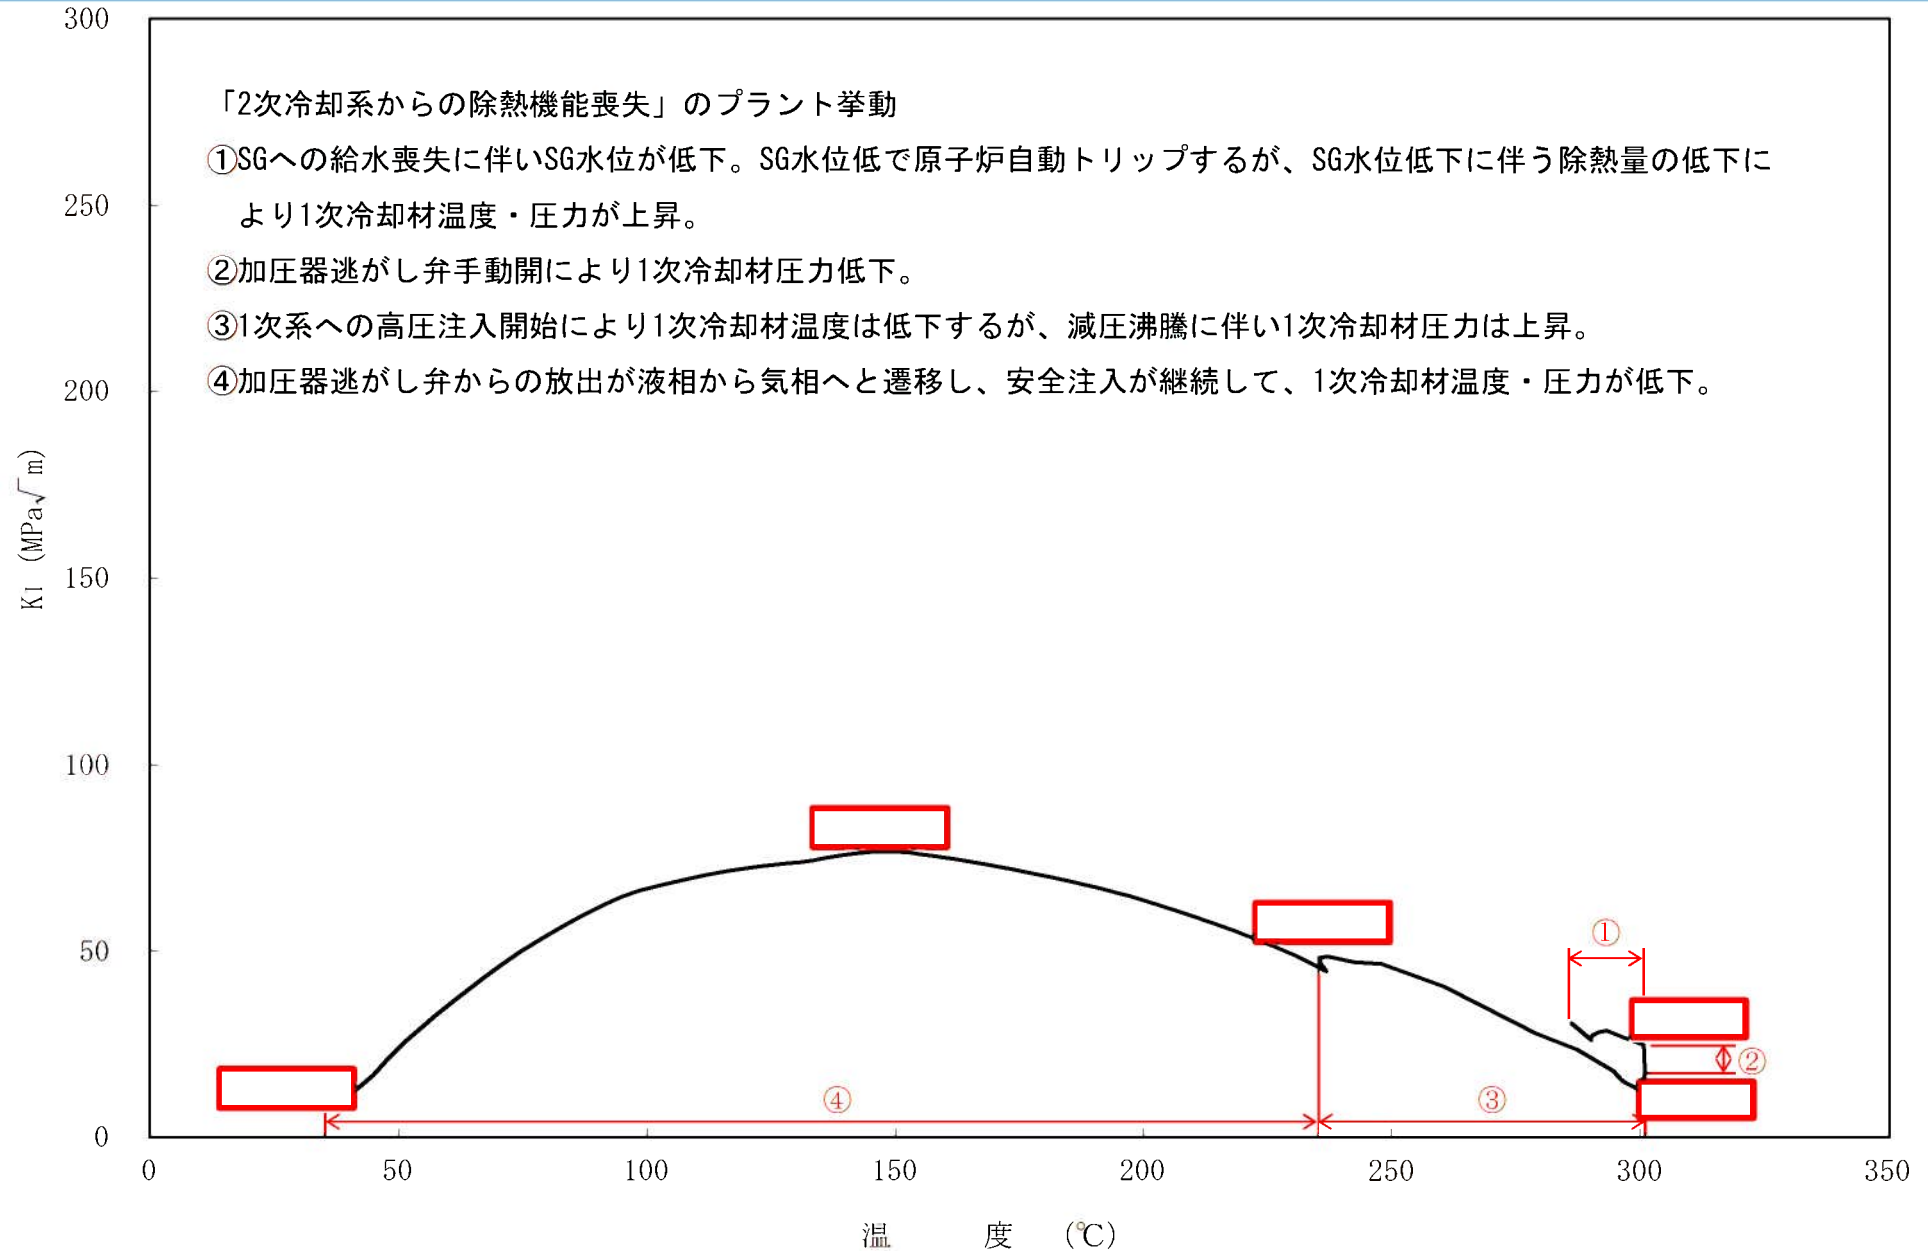 300
「2次冷却系からの除熱機能喪失」のプラント挙動
①SGへの給水喪失に伴いSG水位が低下。SG水位低で原子炉自動トリップするが、SG水位低下に伴う除熱量の低下に
250
より1次冷却材温度・圧力が上昇。
②加圧器逃がし弁手動開により1次冷却材圧力低下。
③1次系への高圧注入開始により1次冷却材温度は低下するが、減圧沸騰に伴い1次冷却材圧力は上昇。
④加圧器逃がし弁からの放出が液相から気相へと遷移し、安全注入が継続して、1次冷却材温度・圧力が低下。
200
KI (MPa√m)
150
100
50
①
②
④
③
0
0 50 100 150 200 250 300 350
温 度 (℃)